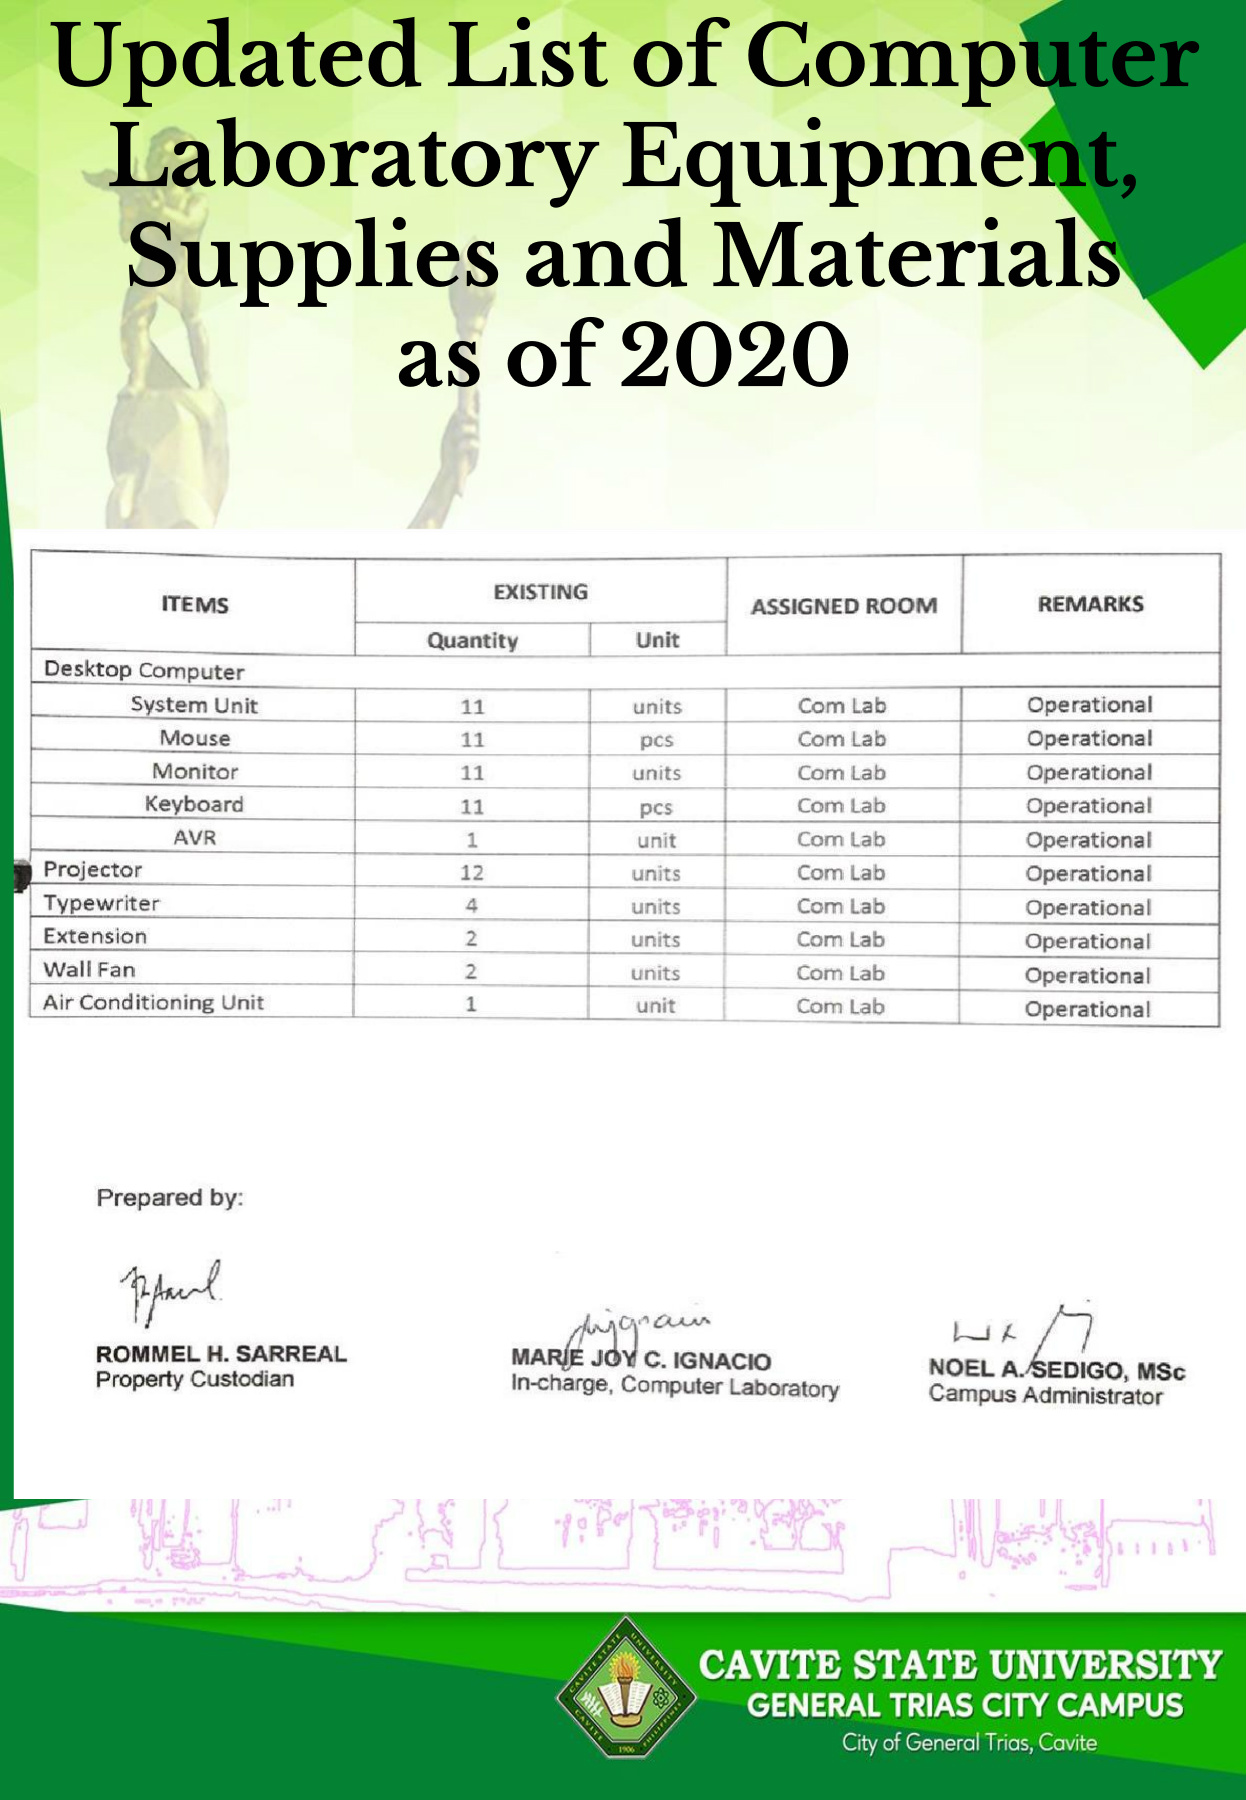 Updated List of Computer
Laboratory Equipment,
Supplies and Materials
as of 2020
ITEMS EXISTING ASSIGNED ROOM REMARKS
Quantity Unit
Desktop Computer
System Unit 11 units Com Lab Operational
Mouse 11 pcs Com Lab Operational
Monitor 11 units Com Lab Operational
Keyboard 11 pcs Com Lab Operational
AVR 1 unit Com Lab Operational
Projector 12 units Com Lab Operational
Typewriter 4 units Com Lab Operational
Extension 2 units Com Lab Operational
Wall Fan 2 units Com Lab Operational
Air Conditioning Unit 1 unit Com Lab Operational
Prepared by:
ROMMEL H. SARREAL
Property Custodian
MARIE JOY C. IGNACIO
In-charge, Computer Laboratory
NOEL A. SEDIGO, MSc
Campus Administrator
CAVITE STATE UNIVERSITY
CAVITE
PHILIPPINES
1906
CAVITE STATE UNIVERSITY
GENERAL TRIAS CITY CAMPUS
City of General Trias, Cavite